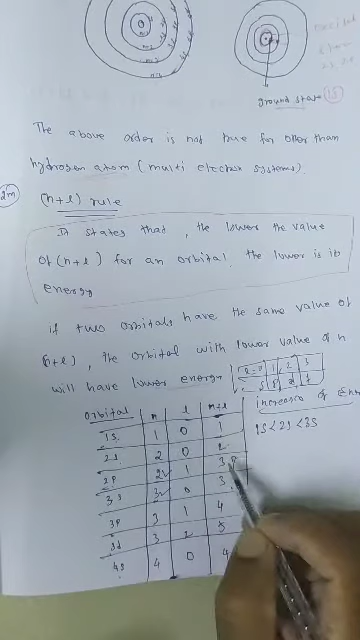 ground state 1s
The above order is not true for other than
hydrogen atom (multi electron systems).
2m
(n+l) rule
It states that, the lower the value
of (n+l) for an orbital, the lower is its
energy
if two orbitals have the same value of
(n+l), the orbital with lower value of n
will have lower energy
l=0 1 2 3
s p d f
increases of
1s<2s<3s
orbital n l n+l
1s. 1 0 1
2s. 2 0 2
2p 2 1 3
3s 3 0 3
3p 3 1 4
3d 3 2 5
4s 4 0 4